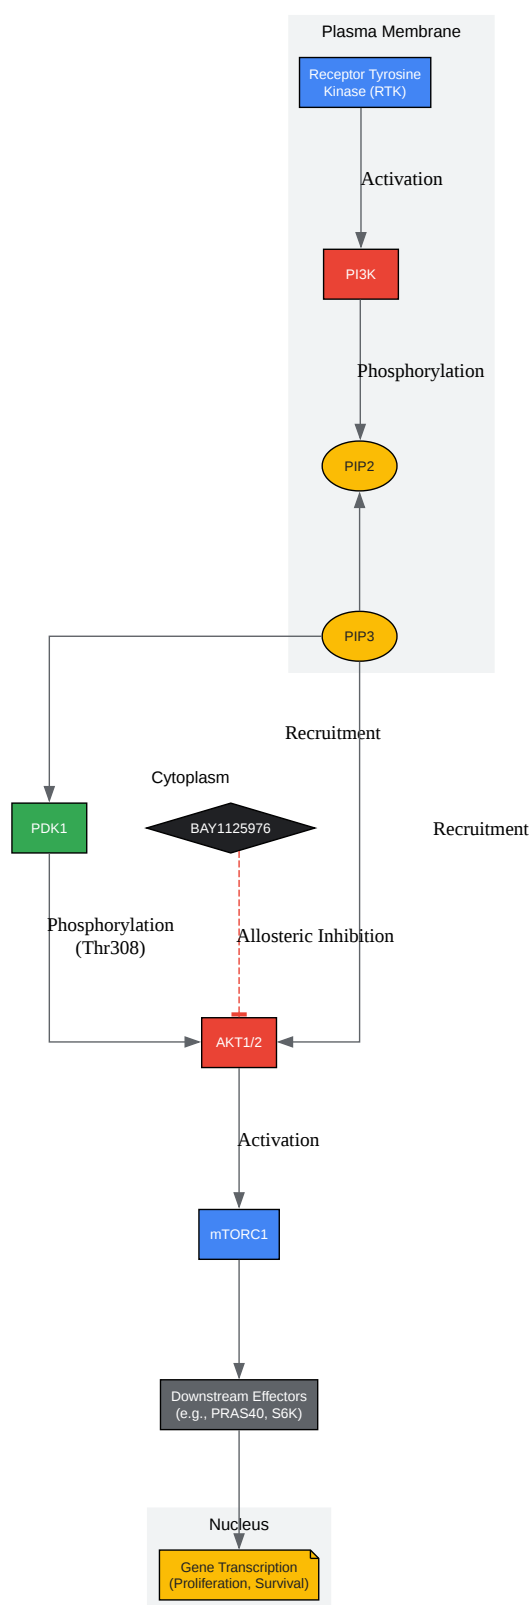 Plasma Membrane
Receptor Tyrosine
Kinase (RTK)
Activation
PI3K
Phosphorylation
PIP2
PIP3
Recruitment
Cytoplasm
PDK1
BAY1125976
Recruitment
Phosphorylation
(Thr308)
Allosteric Inhibition
AKT1/2
Activation
mTORC1
Downstream Effectors
(e.g., PRAS40, S6K)
Nucleus
Gene Transcription
(Proliferation, Survival)